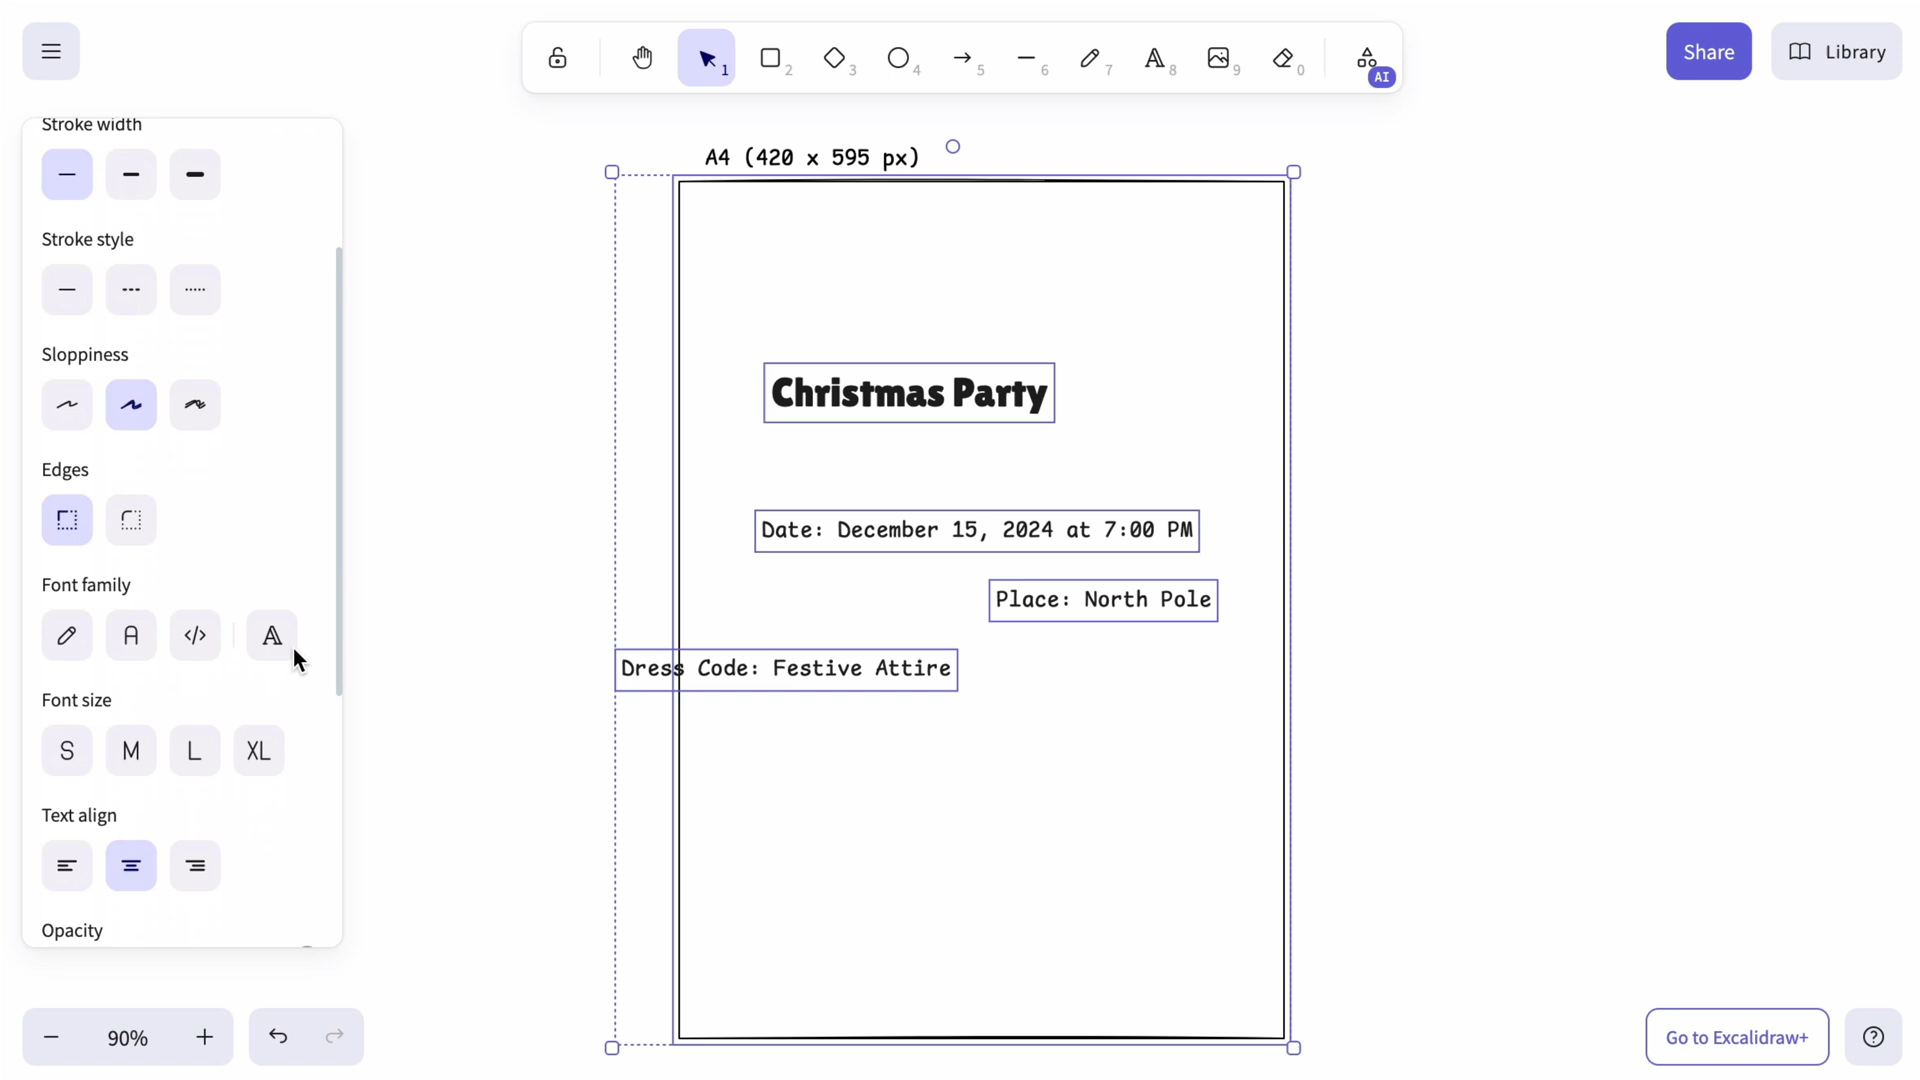 1
2
3
4
5
6
7
8
9
0
AI
Share
Library
Stroke width
Stroke style
Sloppiness
Edges
Font family
Font size
S M L XL
Text align
Opacity
A4 (420 x 595 px)
Christmas Party
Date: December 15, 2024 at 7:00 PM
Place: North Pole
Dress Code: Festive Attire
90%
Go to Excalidraw+